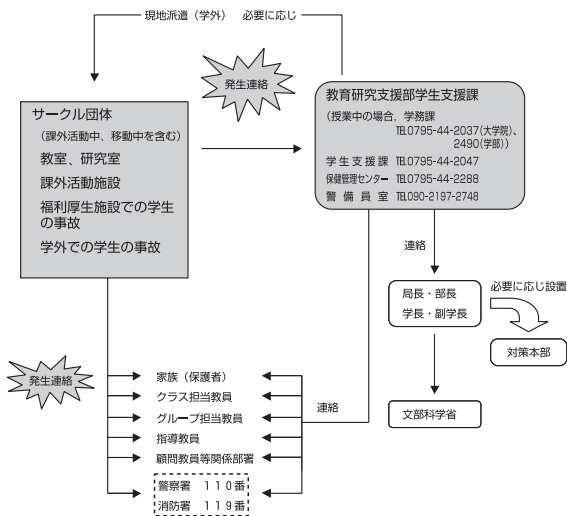 現地派遣（学外）　必要に応じ
発生連絡
サークル団体
（課外活動中、移動中を含む）
教室、研究室
課外活動施設
福利厚生施設での学生
の事故
学外での学生の事故
教育研究支援部学生支援課
（授業中の場合，学務課
TEL0795-44-2037（大学院）、
2490（学部））
学生支援課 TEL0795-44-2047
保健管理センター TEL0795-44-2288
警備員室 TEL090-2197-2748
連絡
局長・部長
学長・副学長
必要に応じ設置
対策本部
文部科学省
発生連絡
家族（保護者）
クラス担当教員
グループ担当教員
指導教員
顧問教員等関係部署
連絡
警察署　１１０番
消防署　１１９番